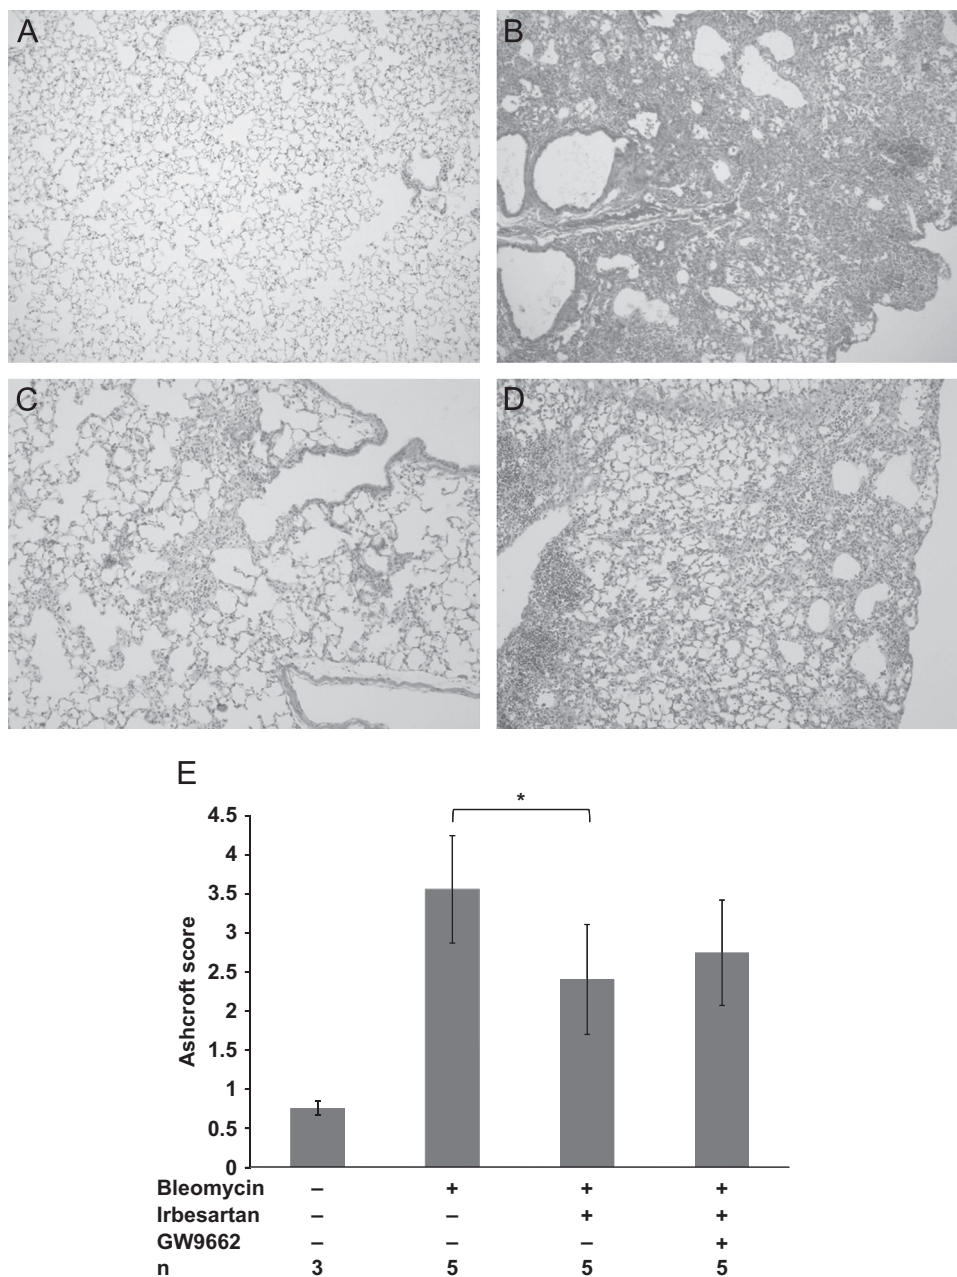 A
B
C
D
E
*
4.5
4
3.5
3
2.5
2
1.5
1
0.5
0
Ashcroft score
Bleomycin – + + +
Irbesartan – – + +
GW9662 – – – +
n 3 5 5 5